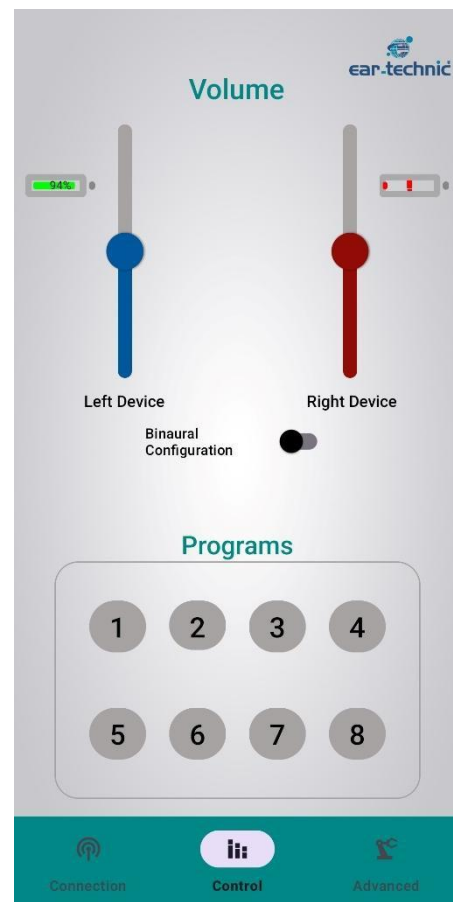 ear-technic
Volume
94%
!
Left Device
Right Device
Binaural
Configuration
Programs
1 2 3 4
5 6 7 8
Connection
Control
Advanced